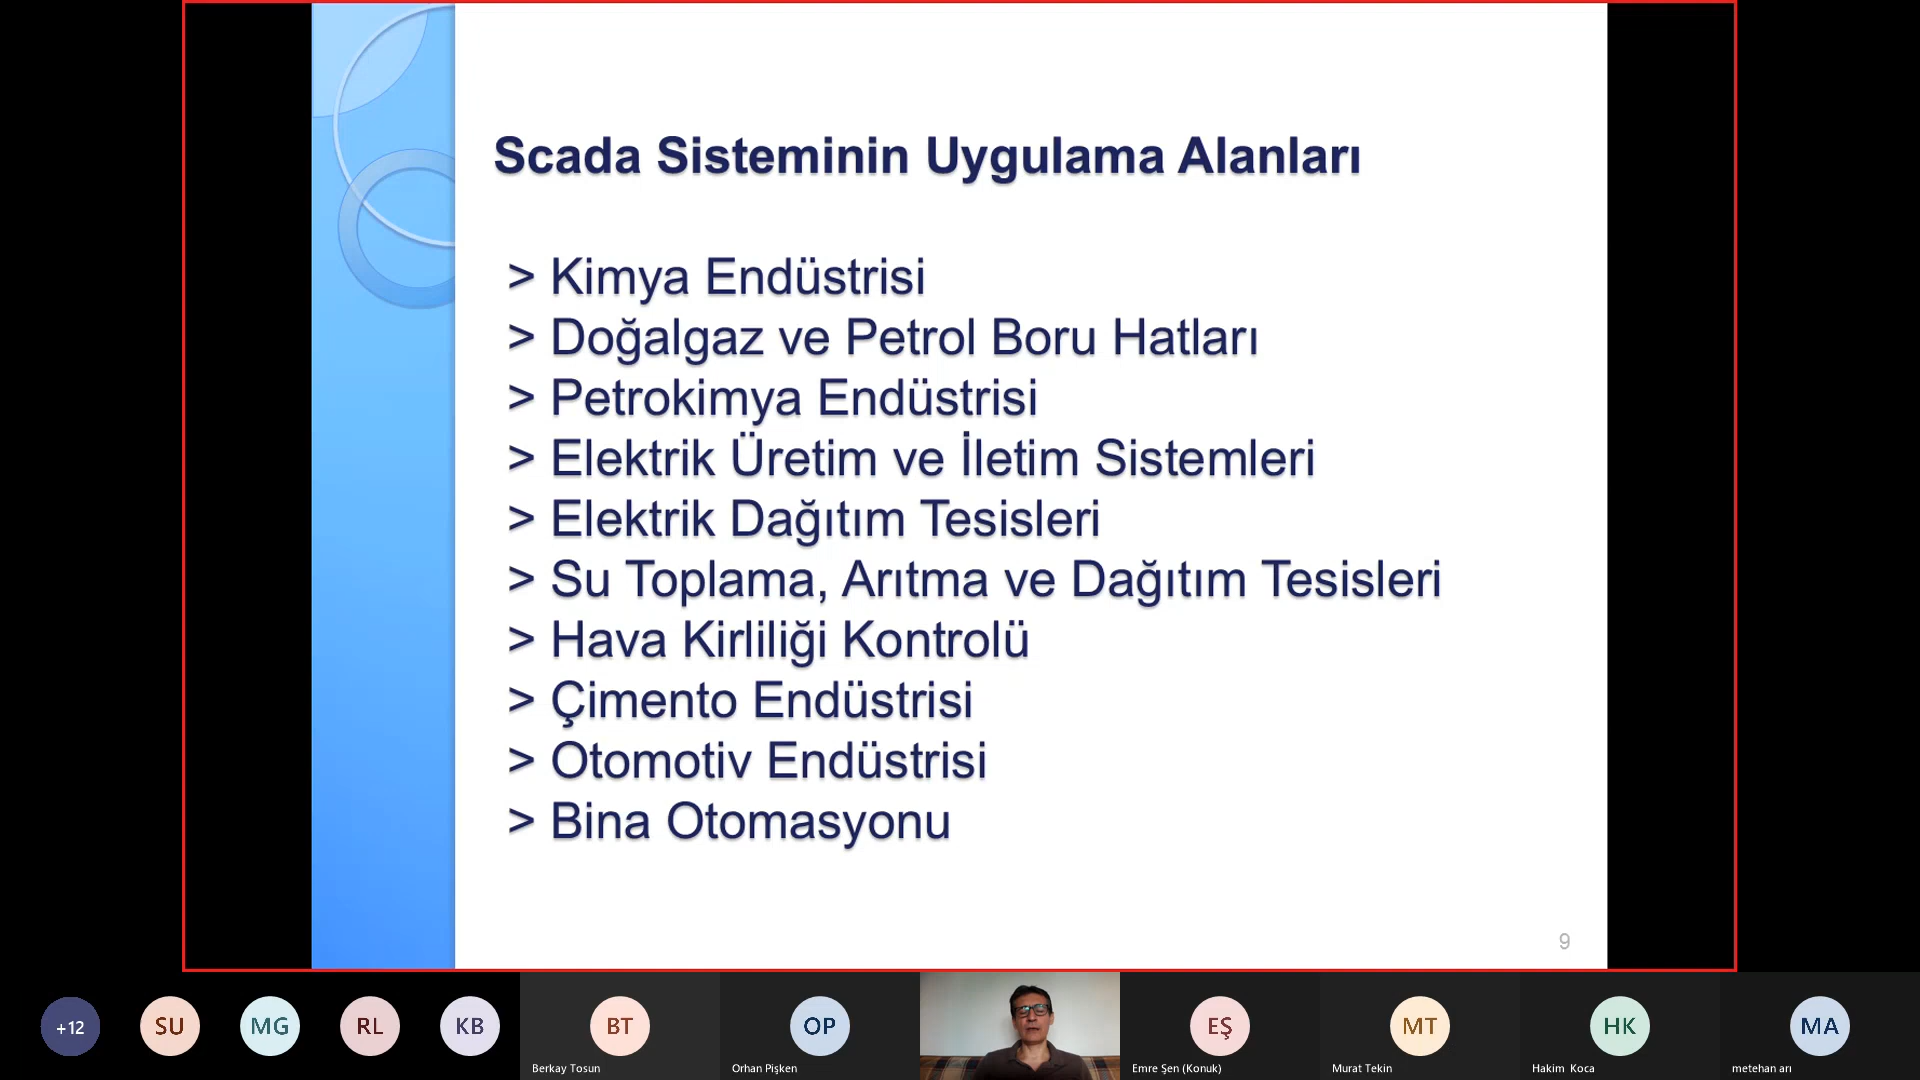 Scada Sisteminin Uygulama Alanları
> Kimya Endüstrisi
> Doğalgaz ve Petrol Boru Hatları
> Petrokimya Endüstrisi
> Elektrik Üretim ve İletim Sistemleri
> Elektrik Dağıtım Tesisleri
> Su Toplama, Arıtma ve Dağıtım Tesisleri
> Hava Kirliliği Kontrolü
> Çimento Endüstrisi
> Otomotiv Endüstrisi
> Bina Otomasyonu
9
+12 SU MG RL KB BT OP EŞ MT HK MA
Berkay Tosun Orhan Pişken Emre Şen (Konuk) Murat Tekin Hakim Koca metehan arı